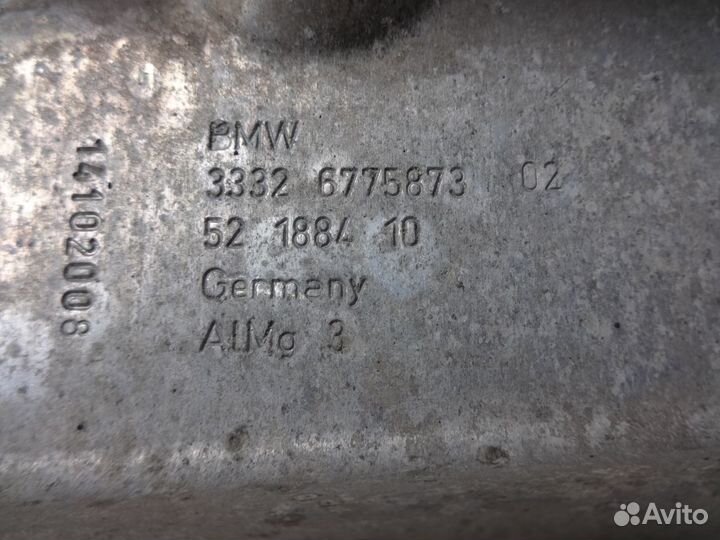 BMW
3332 6775873 02
52 1884 10
Germany
AlMg 3
14102008
Avito